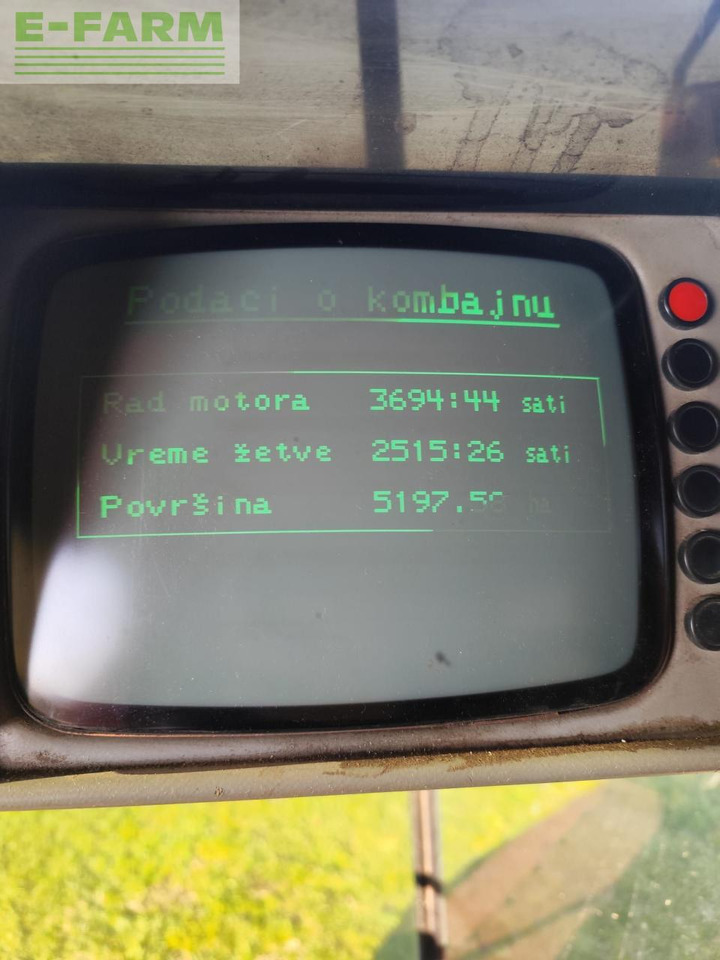 E-FARM
Podaci o kombajnu
Rad motora 3694:44 sati
Vreme žetve 2515:26 sati
Površina